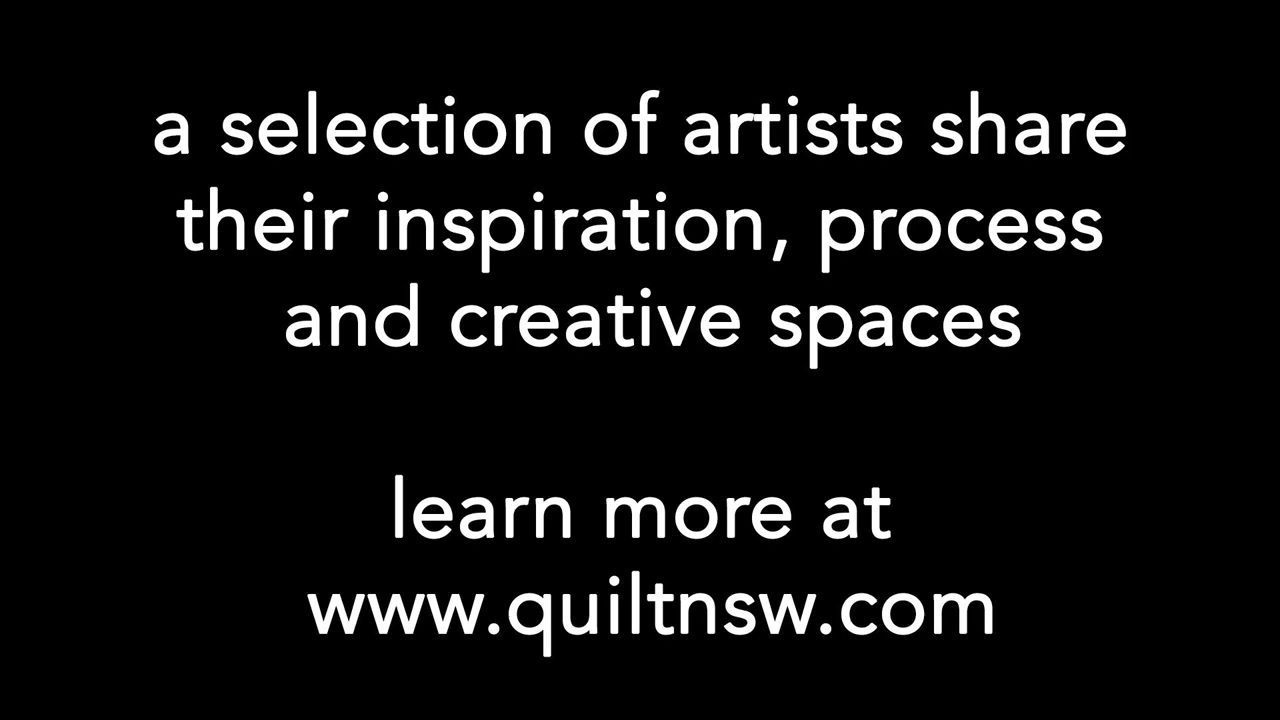 a selection of artists share
their inspiration, process
and creative spaces
learn more at
www.quiltnsw.com